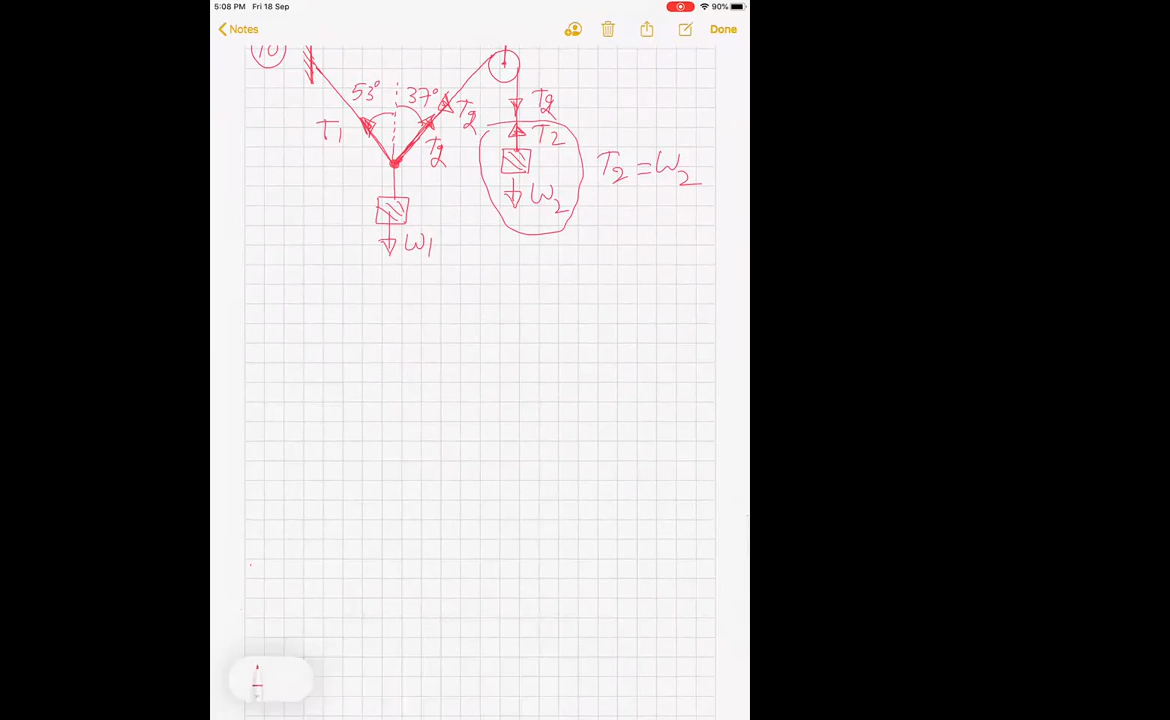 5:08 PM Fri 18 Sep
90%
Notes
Done
10
53° 37°
T2
T2
T1
T2
T2
T2 = W2
W2
W1